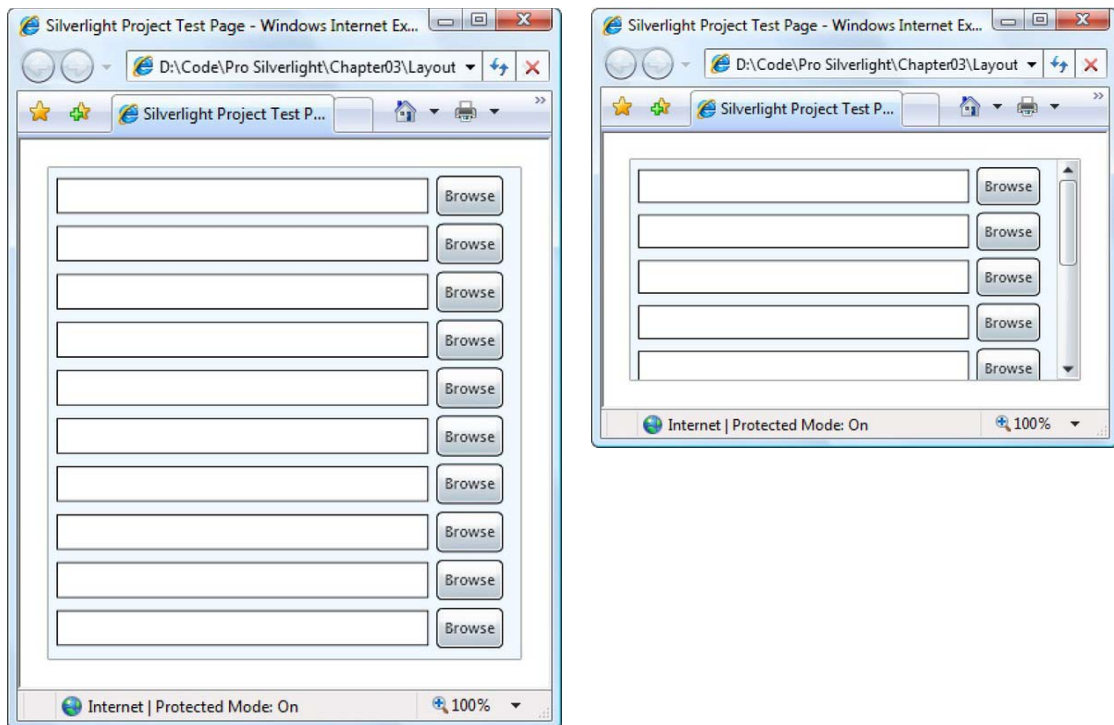 Silverlight Project Test Page - Windows Internet Ex...
D:\Code\Pro Silverlight\Chapter03\Layout
Silverlight Project Test P...
Browse
Browse
Browse
Browse
Browse
Browse
Browse
Browse
Browse
Browse
Internet | Protected Mode: On
100%
Silverlight Project Test Page - Windows Internet Ex...
D:\Code\Pro Silverlight\Chapter03\Layout
Silverlight Project Test P...
Browse
Browse
Browse
Browse
Browse
Internet | Protected Mode: On
100%